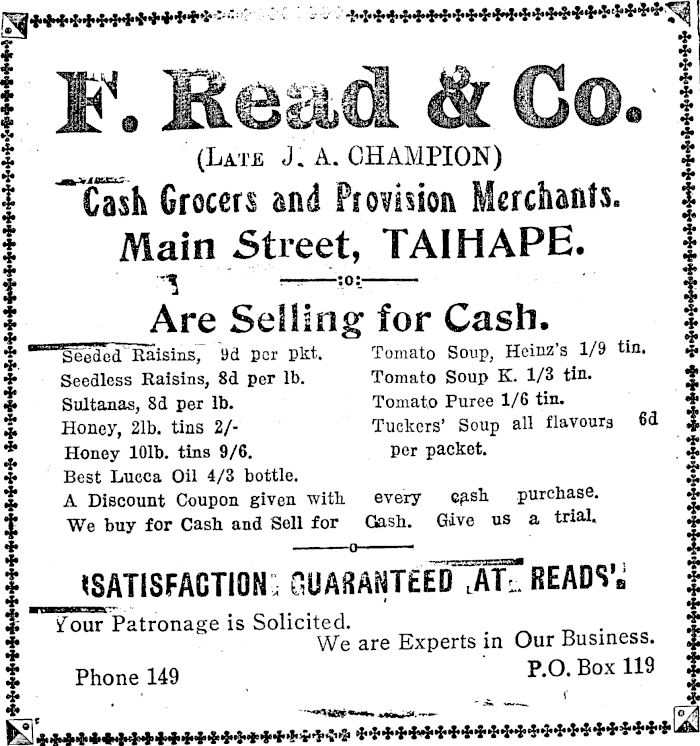 F. Read & Co.
(LATE J. A. CHAMPION)
Cash Grocers and Provision Merchants.
Main Street, TAIHAPE.
:o:
Are Selling for Cash.
Seeded Raisins, 9d per pkt.
Seedless Raisins, 8d per lb.
Sultanas, 8d per lb.
Honey, 2lb. tins 2/-
Honey 10lb. tins 9/6.
Best Lucca Oil 4/3 bottle.
Tomato Soup, Heinz's 1/9 tin.
Tomato Soup K. 1/3 tin.
Tomato Puree 1/6 tin.
Tuckers' Soup all flavours 6d
per packet.
A Discount Coupon given with every cash purchase.
We buy for Cash and Sell for Cash. Give us a trial.
o
SATISFACTION GUARANTEED AT READS'.
Your Patronage is Solicited.
We are Experts in Our Business.
Phone 149
P.O. Box 119